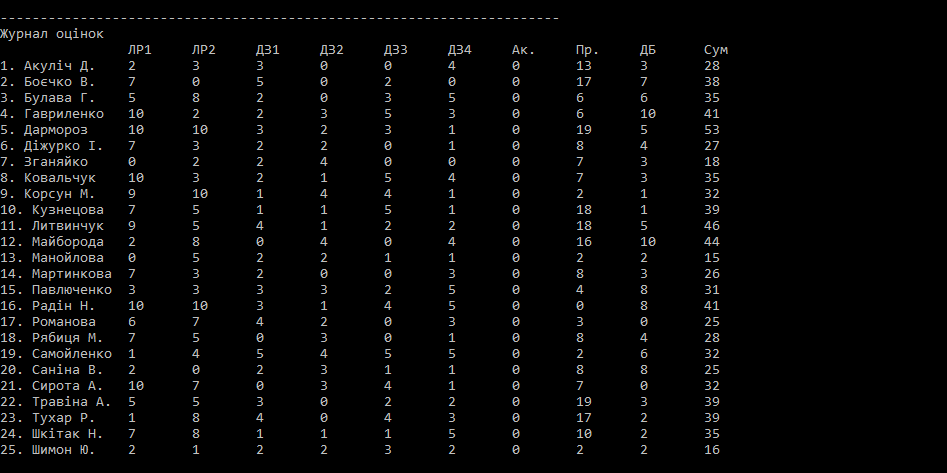 ----------------------------------------------------------------------
Журнал оцінок
ЛР1 ЛР2 ДЗ1 ДЗ2 ДЗ3 ДЗ4 Ак. Пр. ДБ Сум
1. Акуліч Д. 2 3 3 0 0 4 0 13 3 28
2. Боєчко В. 7 0 5 0 2 0 0 17 7 38
3. Булава Г. 5 8 2 0 3 5 0 6 6 35
4. Гавриленко 10 2 2 3 5 3 0 6 10 41
5. Дармороз 10 10 3 2 3 1 0 19 5 53
6. Діжурко І. 7 3 2 2 0 1 0 8 4 27
7. Зганяйко 0 2 2 4 0 0 0 7 3 18
8. Ковальчук 10 3 2 1 5 4 0 7 3 35
9. Корсун М. 9 10 1 4 4 1 0 2 1 32
10. Кузнецова 7 5 1 1 5 1 0 18 1 39
11. Литвинчук 9 5 4 1 2 2 0 18 5 46
12. Майборода 2 8 0 4 0 4 0 16 10 44
13. Манойлова 0 5 2 2 1 1 0 2 2 15
14. Мартинкова 7 3 2 0 0 3 0 8 3 26
15. Павлюченко 3 3 3 3 2 5 0 4 8 31
16. Радін Н. 10 10 3 1 4 5 0 0 8 41
17. Романова 6 7 4 2 0 3 0 3 0 25
18. Рябиця М. 7 5 0 3 0 1 0 8 4 28
19. Самойленко 1 4 5 4 5 5 0 2 6 32
20. Саніна В. 2 0 2 3 1 1 0 8 8 25
21. Сирота А. 10 7 0 3 4 1 0 7 0 32
22. Травіна А. 5 5 3 0 2 2 0 19 3 39
23. Тухар Р. 1 8 4 0 4 3 0 17 2 39
24. Шкітак Н. 7 8 1 1 1 5 0 10 2 35
25. Шимон Ю. 2 1 2 2 3 2 0 2 2 16